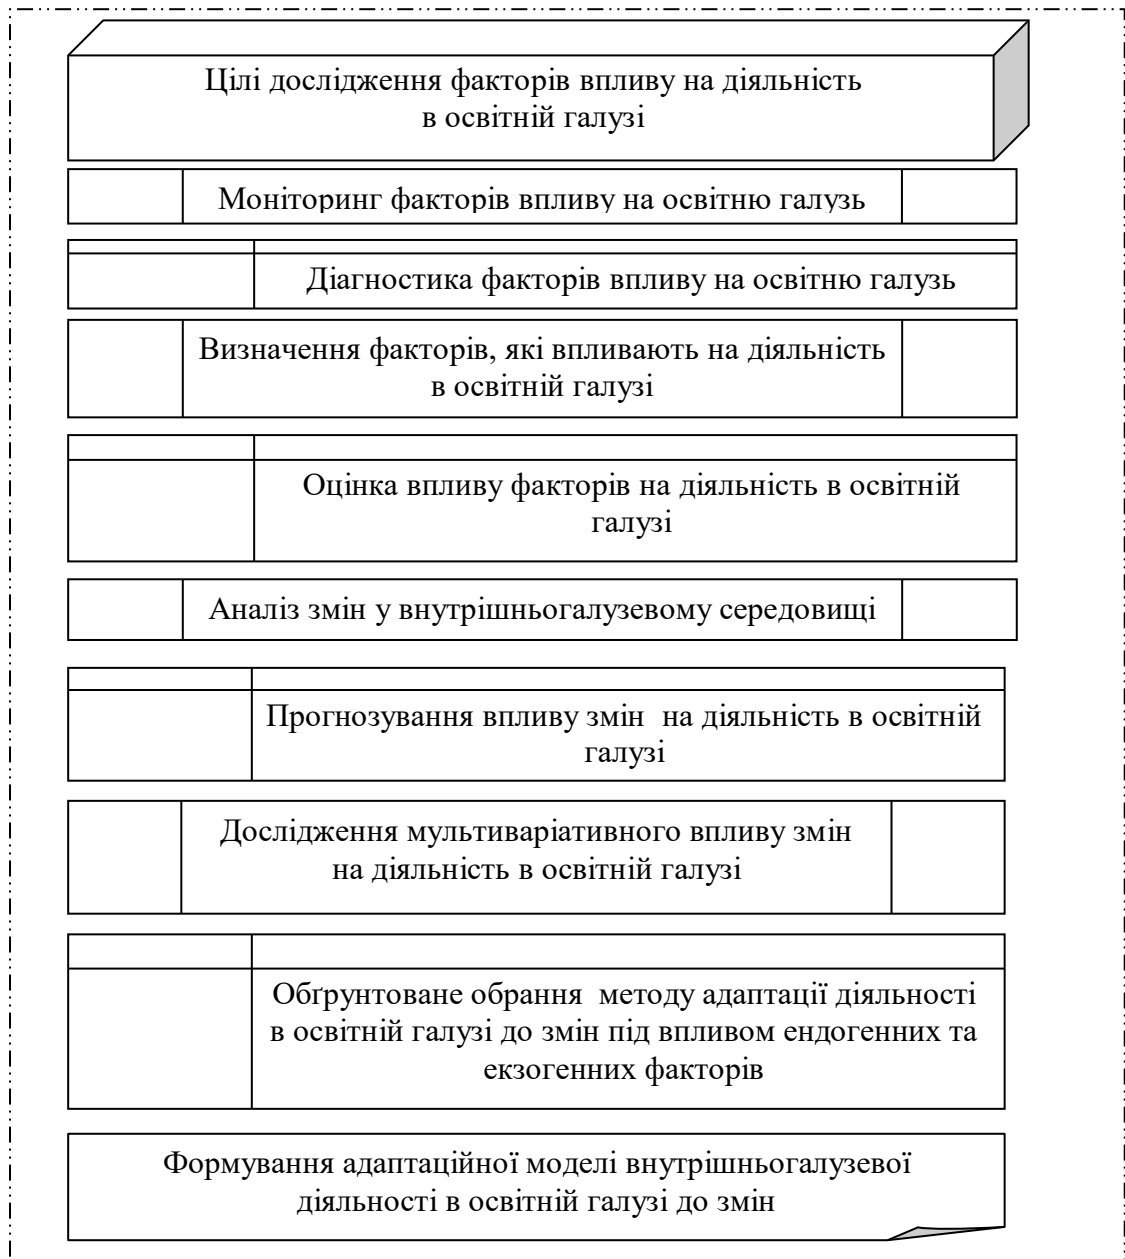 Цілі дослідження факторів впливу на діяльність
в освітній галузі
Моніторинг факторів впливу на освітню галузь
Діагностика факторів впливу на освітню галузь
Визначення факторів, які впливають на діяльність
в освітній галузі
Оцінка впливу факторів на діяльність в освітній
галузі
Аналіз змін у внутрішньогалузевому середовищі
Прогнозування впливу змін на діяльність в освітній
галузі
Дослідження мультиваріативного впливу змін
на діяльність в освітній галузі
Обґрунтоване обрання методу адаптації діяльності
в освітній галузі до змін під впливом ендогенних та
екзогенних факторів
Формування адаптаційної моделі внутрішньогалузевої
діяльності в освітній галузі до змін